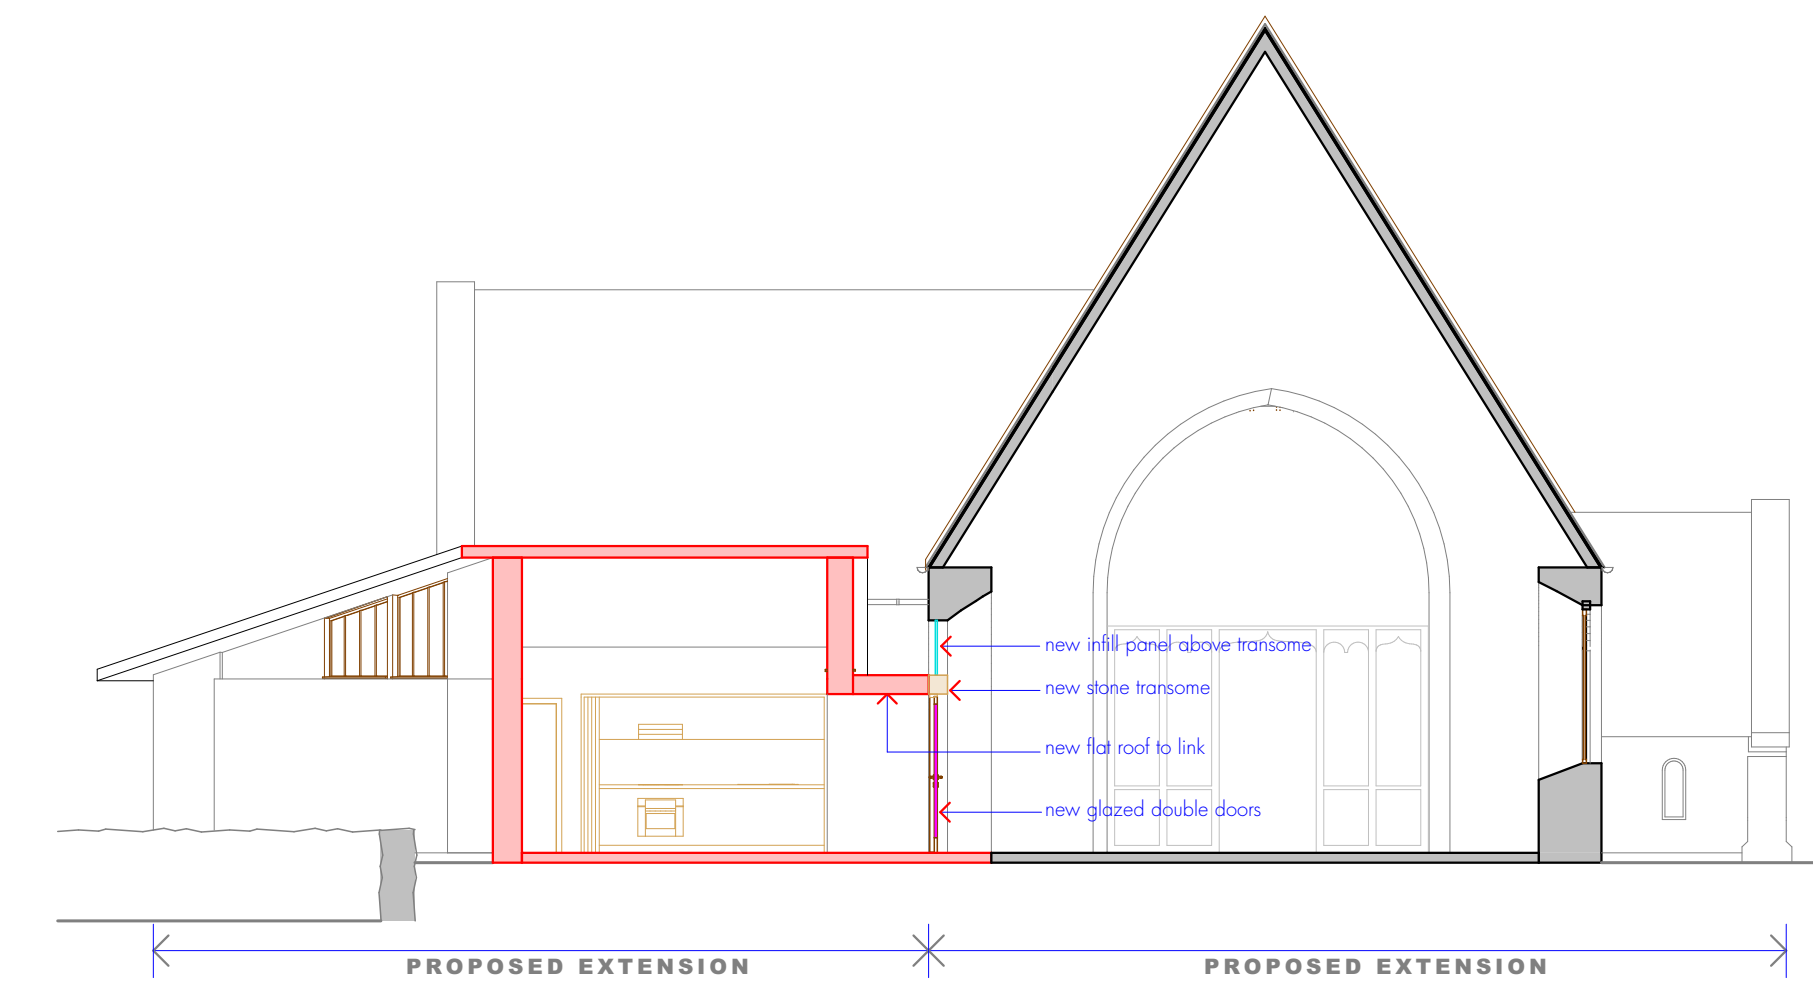 new infill panel above transome
new stone transome
new flat roof to link
new glazed double doors
PROPOSED EXTENSION
PROPOSED EXTENSION